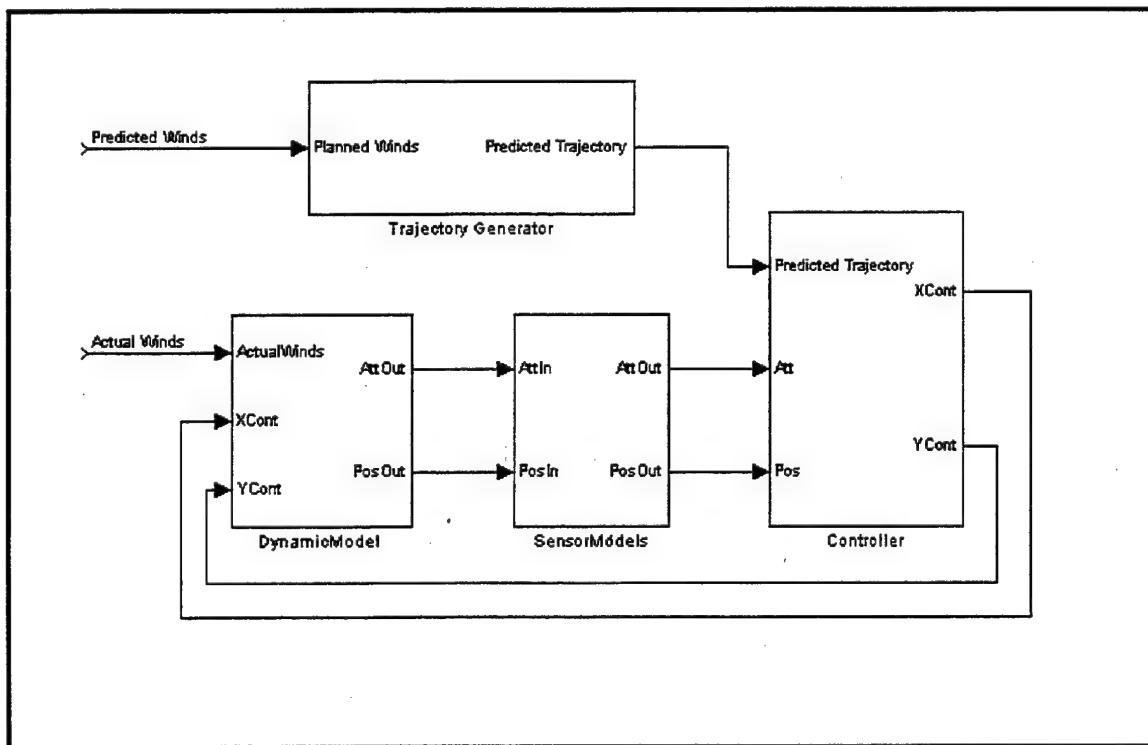 Predicted Winds
Planned Winds
Predicted Trajectory
Trajectory Generator
Predicted Trajectory
XCont
Actual Winds
ActualWinds
AttOut
AttIn
AttOut
Att
XCont
YCont
PosOut
PosIn
PosOut
Pos
YCont
DynamicModel
SensorModels
Controller